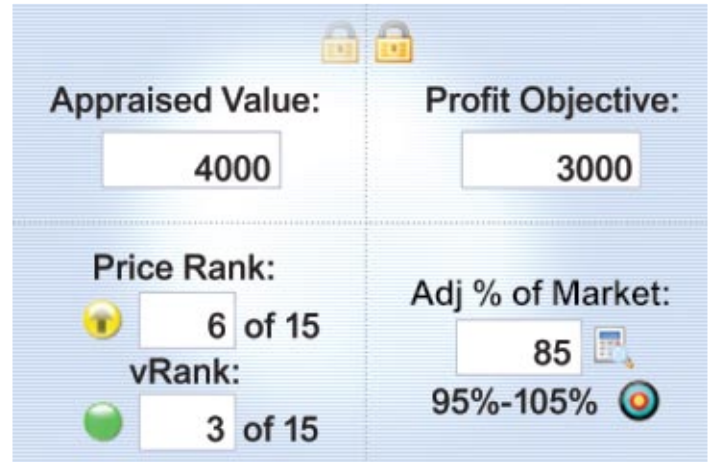 Appraised Value:
4000
Profit Objective:
3000
Price Rank:
6 of 15
vRank:
3 of 15
Adj % of Market:
85
95%-105%